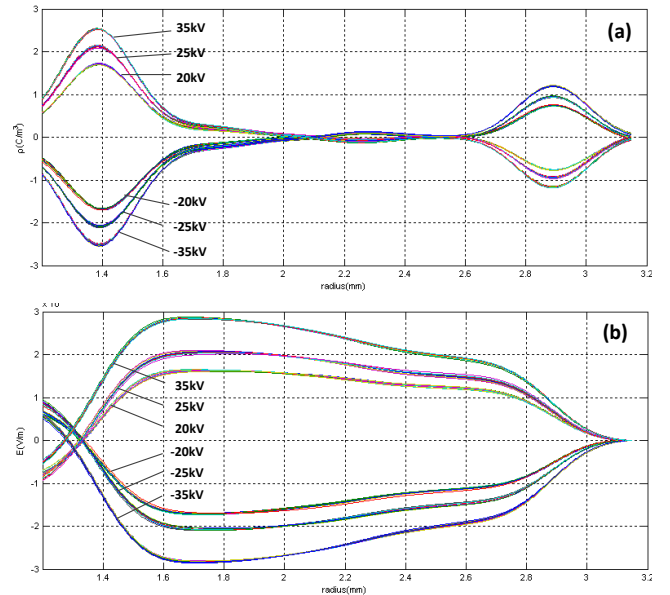 3
(a)
35kV
2
25kV
20kV
1
ρ(C/m³)
0
-1
-20kV
-2
-25kV
-35kV
-3
1.4 1.6 1.8 2 2.2 2.4 2.6 2.8 3 3.2
radius(mm)
3
(b)
2
35kV
1
25kV
20kV
E(V/m)
0
-20kV
-1
-25kV
-35kV
-2
-3
1.4 1.6 1.8 2 2.2 2.4 2.6 2.8 3 3.2
radius(mm)